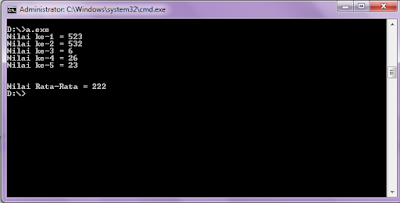 Administrator: C:\Windows\system32\cmd.exe
D:\>a.exe
Nilai ke-1 = 523
Nilai ke-2 = 532
Nilai ke-3 = 6
Nilai ke-4 = 26
Nilai ke-5 = 23
Nilai Rata-Rata = 222
D:\>